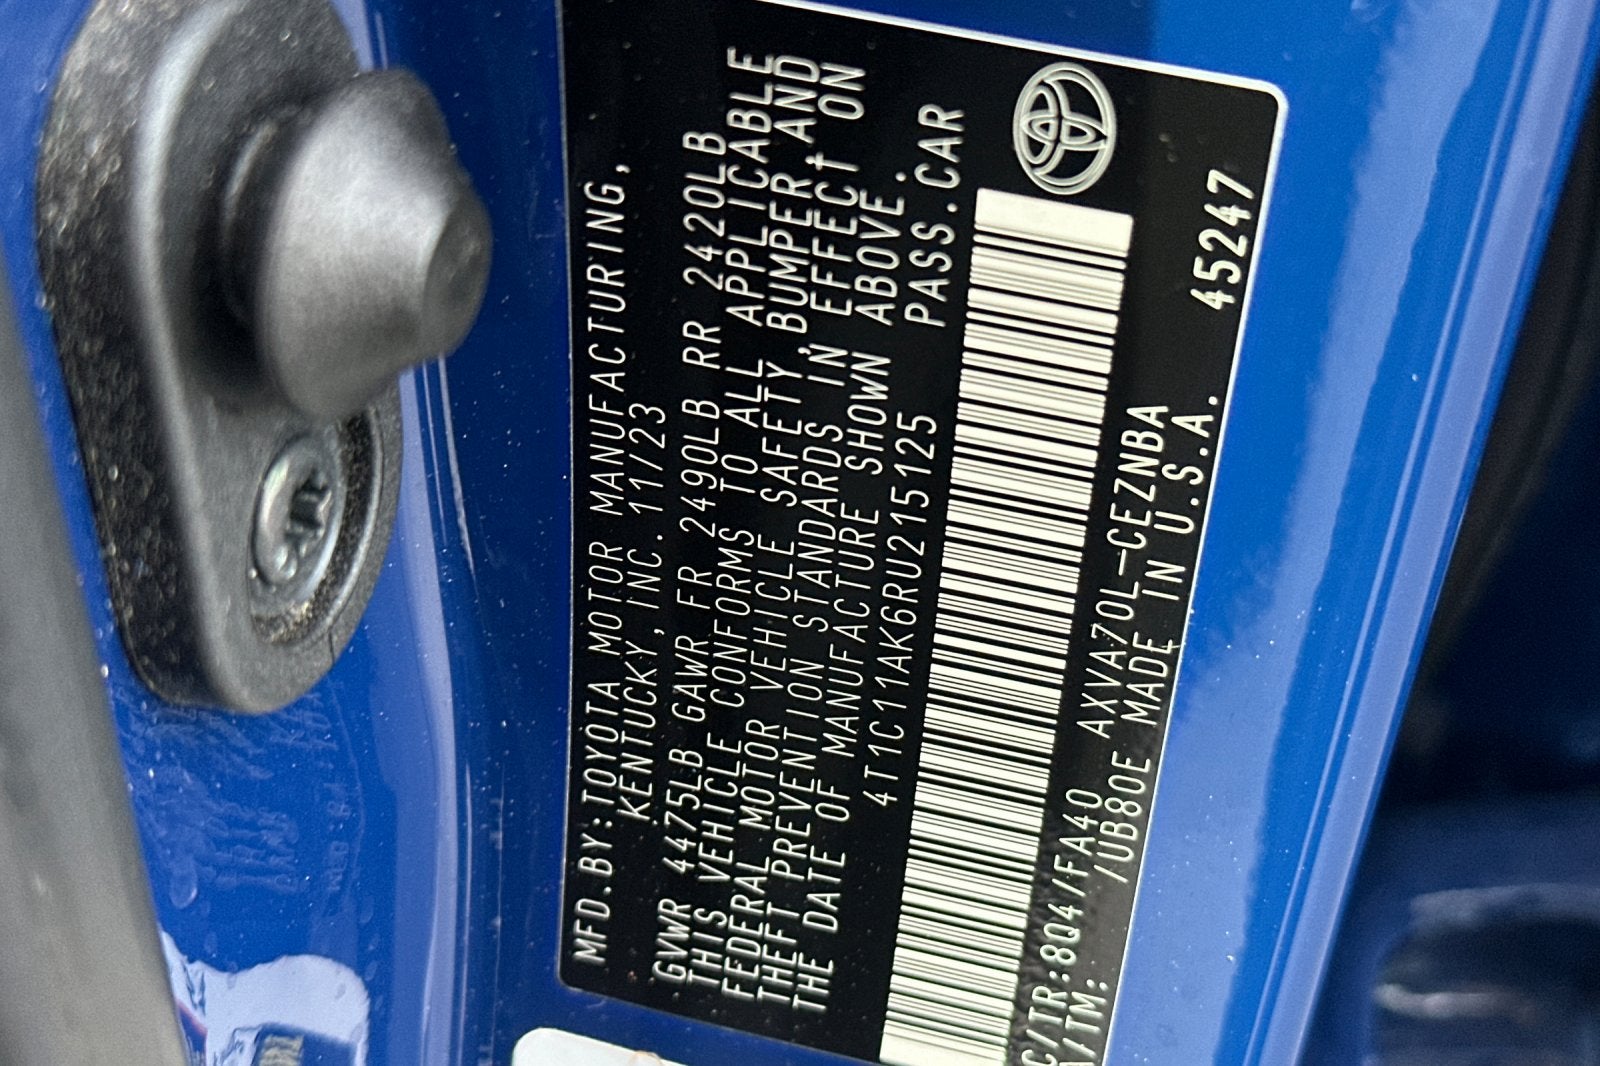 MFD.BY:TOYOTA MOTOR MANUFACTURING,
KENTUCKY,INC. 11/23
GVWR 4475LB GAWR FR 2490LB RR 2420LB
THIS VEHICLE CONFORMS TO ALL APPLICABLE
FEDERAL MOTOR VEHICLE SAFETY, BUMPER, AND
THEFT PREVENTION STANDARDS IN EFFECT ON
THE DATE OF MANUFACTURE SHOWN ABOVE.
4T1C11AK6RU215125 PASS.CAR
C/TR:8Q4/FA40 AXVA70L-CEZNBA
A/TM: /UB80E MADE IN U.S.A. 45247